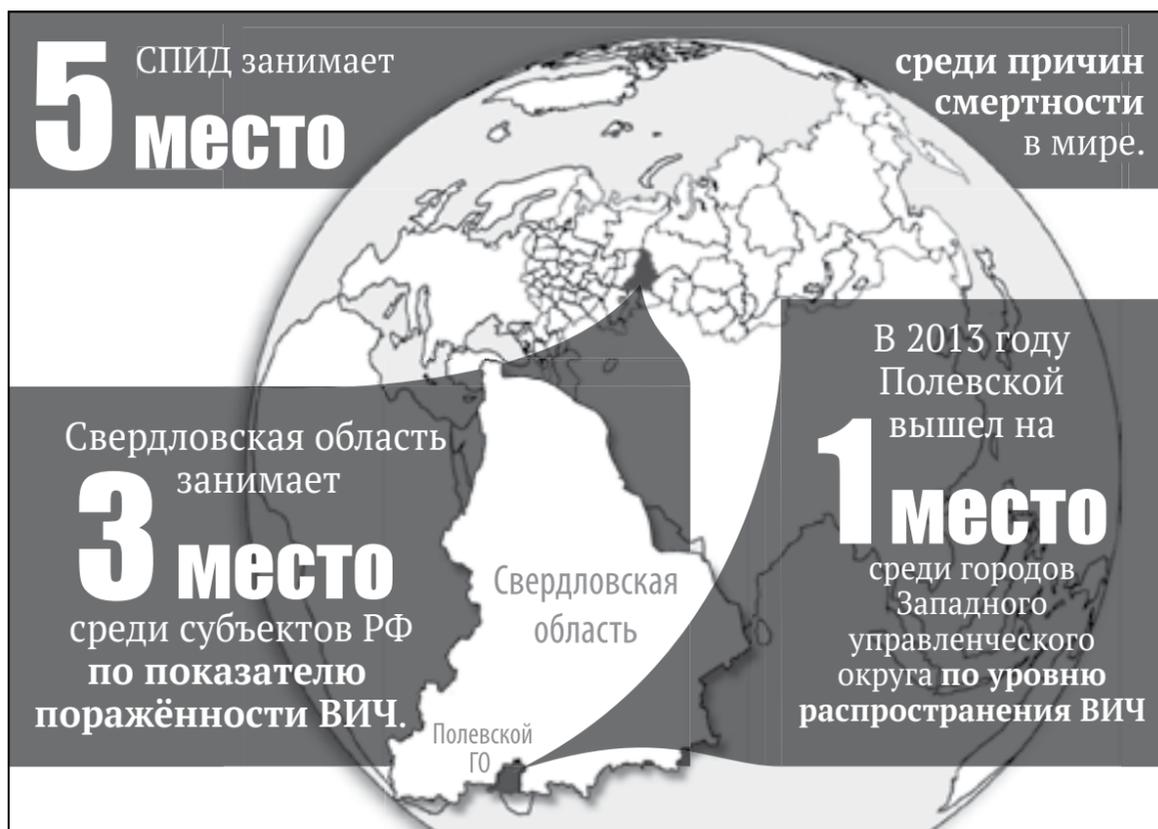 5 СПИД занимает
место
среди причин
смертности
в мире.
Свердловская область
занимает
3 место
среди субъектов РФ
по показателю
поражённости ВИЧ.
Свердловская
область
Полевской
ГО
В 2013 году
Полевской
вышел на
1 место
среди городов
Западного
управленческого
округа по уровню
распространения ВИЧ